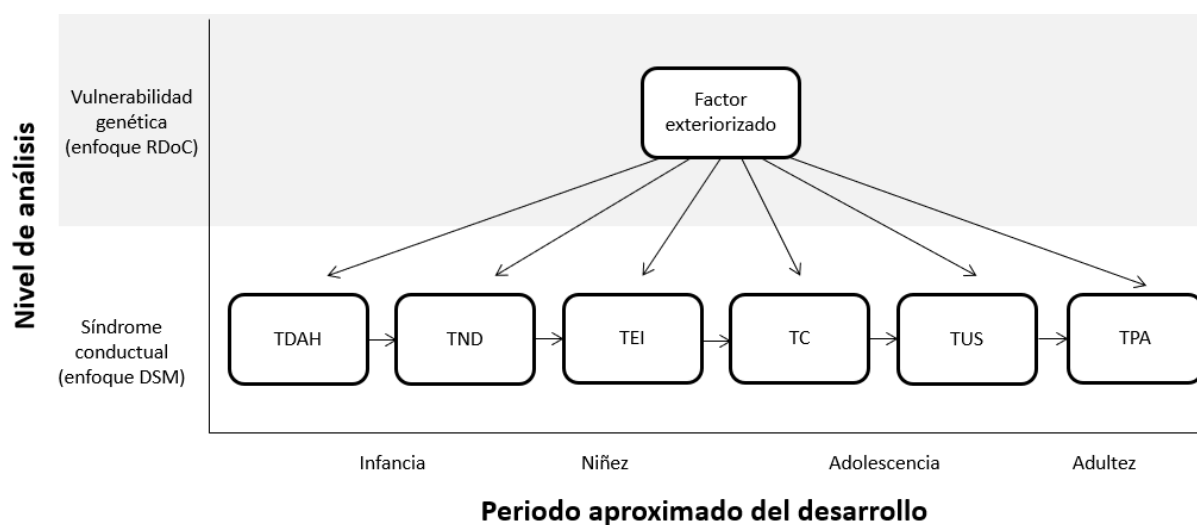 Nivel de análisis
Vulnerabilidad
genética
(enfoque RDoC)
Factor
exteriorizado
Síndrome
conductual
(enfoque DSM)
TDAH
TND
TEI
TC
TUS
TPA
Infancia
Niñez
Adolescencia
Adultez
Periodo aproximado del desarrollo